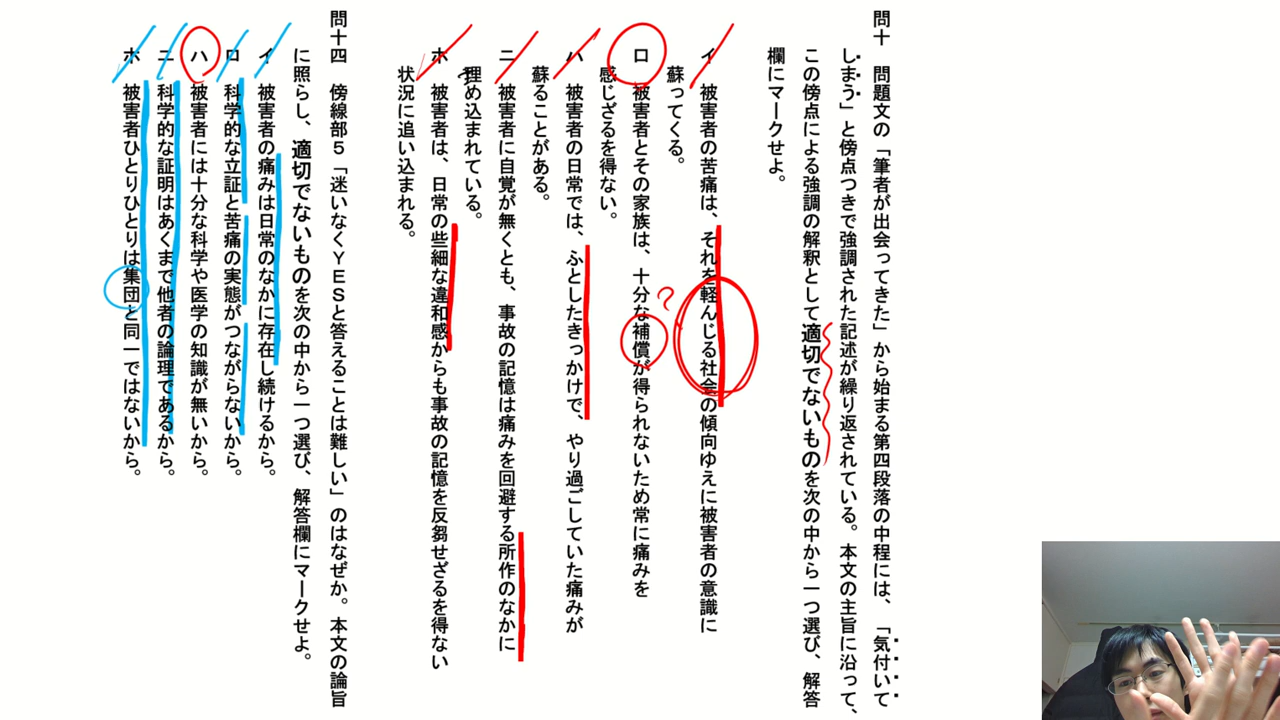 問十　問題文の「筆者が出会ってきた」から始まる第四段落の中程には、「気付いて
しまう」と傍点つきで強調された記述が繰り返されている。本文の主旨に沿って、
この傍点による強調の解釈として適切でないものを次の中から一つ選び、解答
欄にマークせよ。
イ　被害者の苦痛は、それを軽んじる社会の傾向ゆえに被害者の意識に
蘇ってくる。
ロ　被害者とその家族は、十分な補償が得られないため常に痛みを
感じざるを得ない。
?
ハ　被害者の日常では、ふとしたきっかけで、やり過ごしていた痛みが
蘇ることがある。
ニ　被害者に自覚が無くとも、事故の記憶は痛みを回避する所作のなかに
埋め込まれている。
ホ　被害者は、日常の些細な違和感からも事故の記憶を反芻せざるを得ない
状況に追い込まれる。
問十四　傍線部５「迷いなくＹＥＳと答えることは難しい」のはなぜか。本文の論旨
に照らし、適切でないものを次の中から一つ選び、解答欄にマークせよ。
イ　被害者の痛みは日常のなかに存在し続けるから。
ロ　科学的な立証と苦痛の実態がつながらないから。
ハ　被害者には十分な科学や医学の知識が無いから。
ニ　科学的な証明はあくまで他者の論理であるから。
ホ　被害者ひとりひとりは集団と同一ではないから。